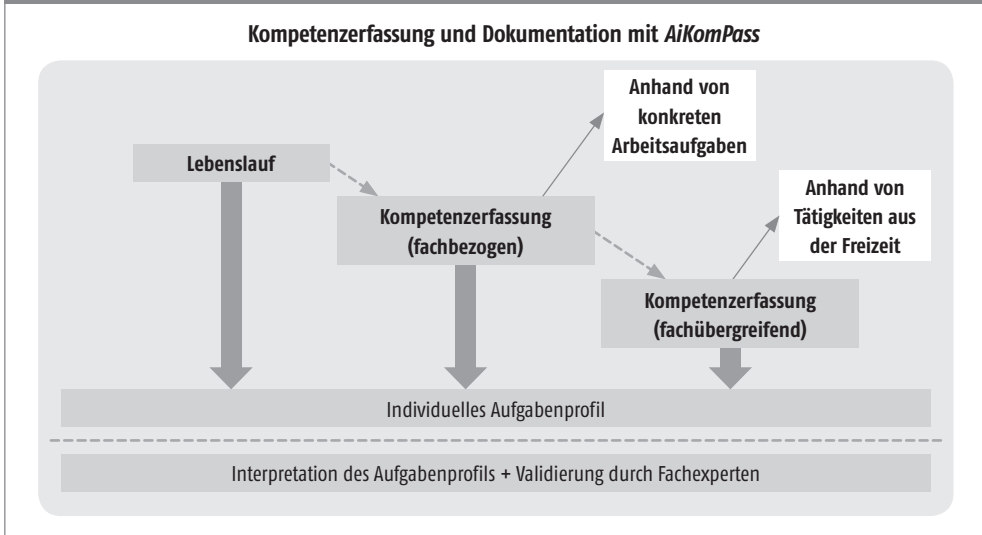 Kompetenzerfassung und Dokumentation mit AiKomPass
Anhand von
konkreten
Arbeitsaufgaben
Lebenslauf
Anhand von
Tätigkeiten aus
der Freizeit
Kompetenzerfassung
(fachbezogen)
Kompetenzerfassung
(fachübergreifend)
Individuelles Aufgabenprofil
Interpretation des Aufgabenprofils + Validierung durch Fachexperten